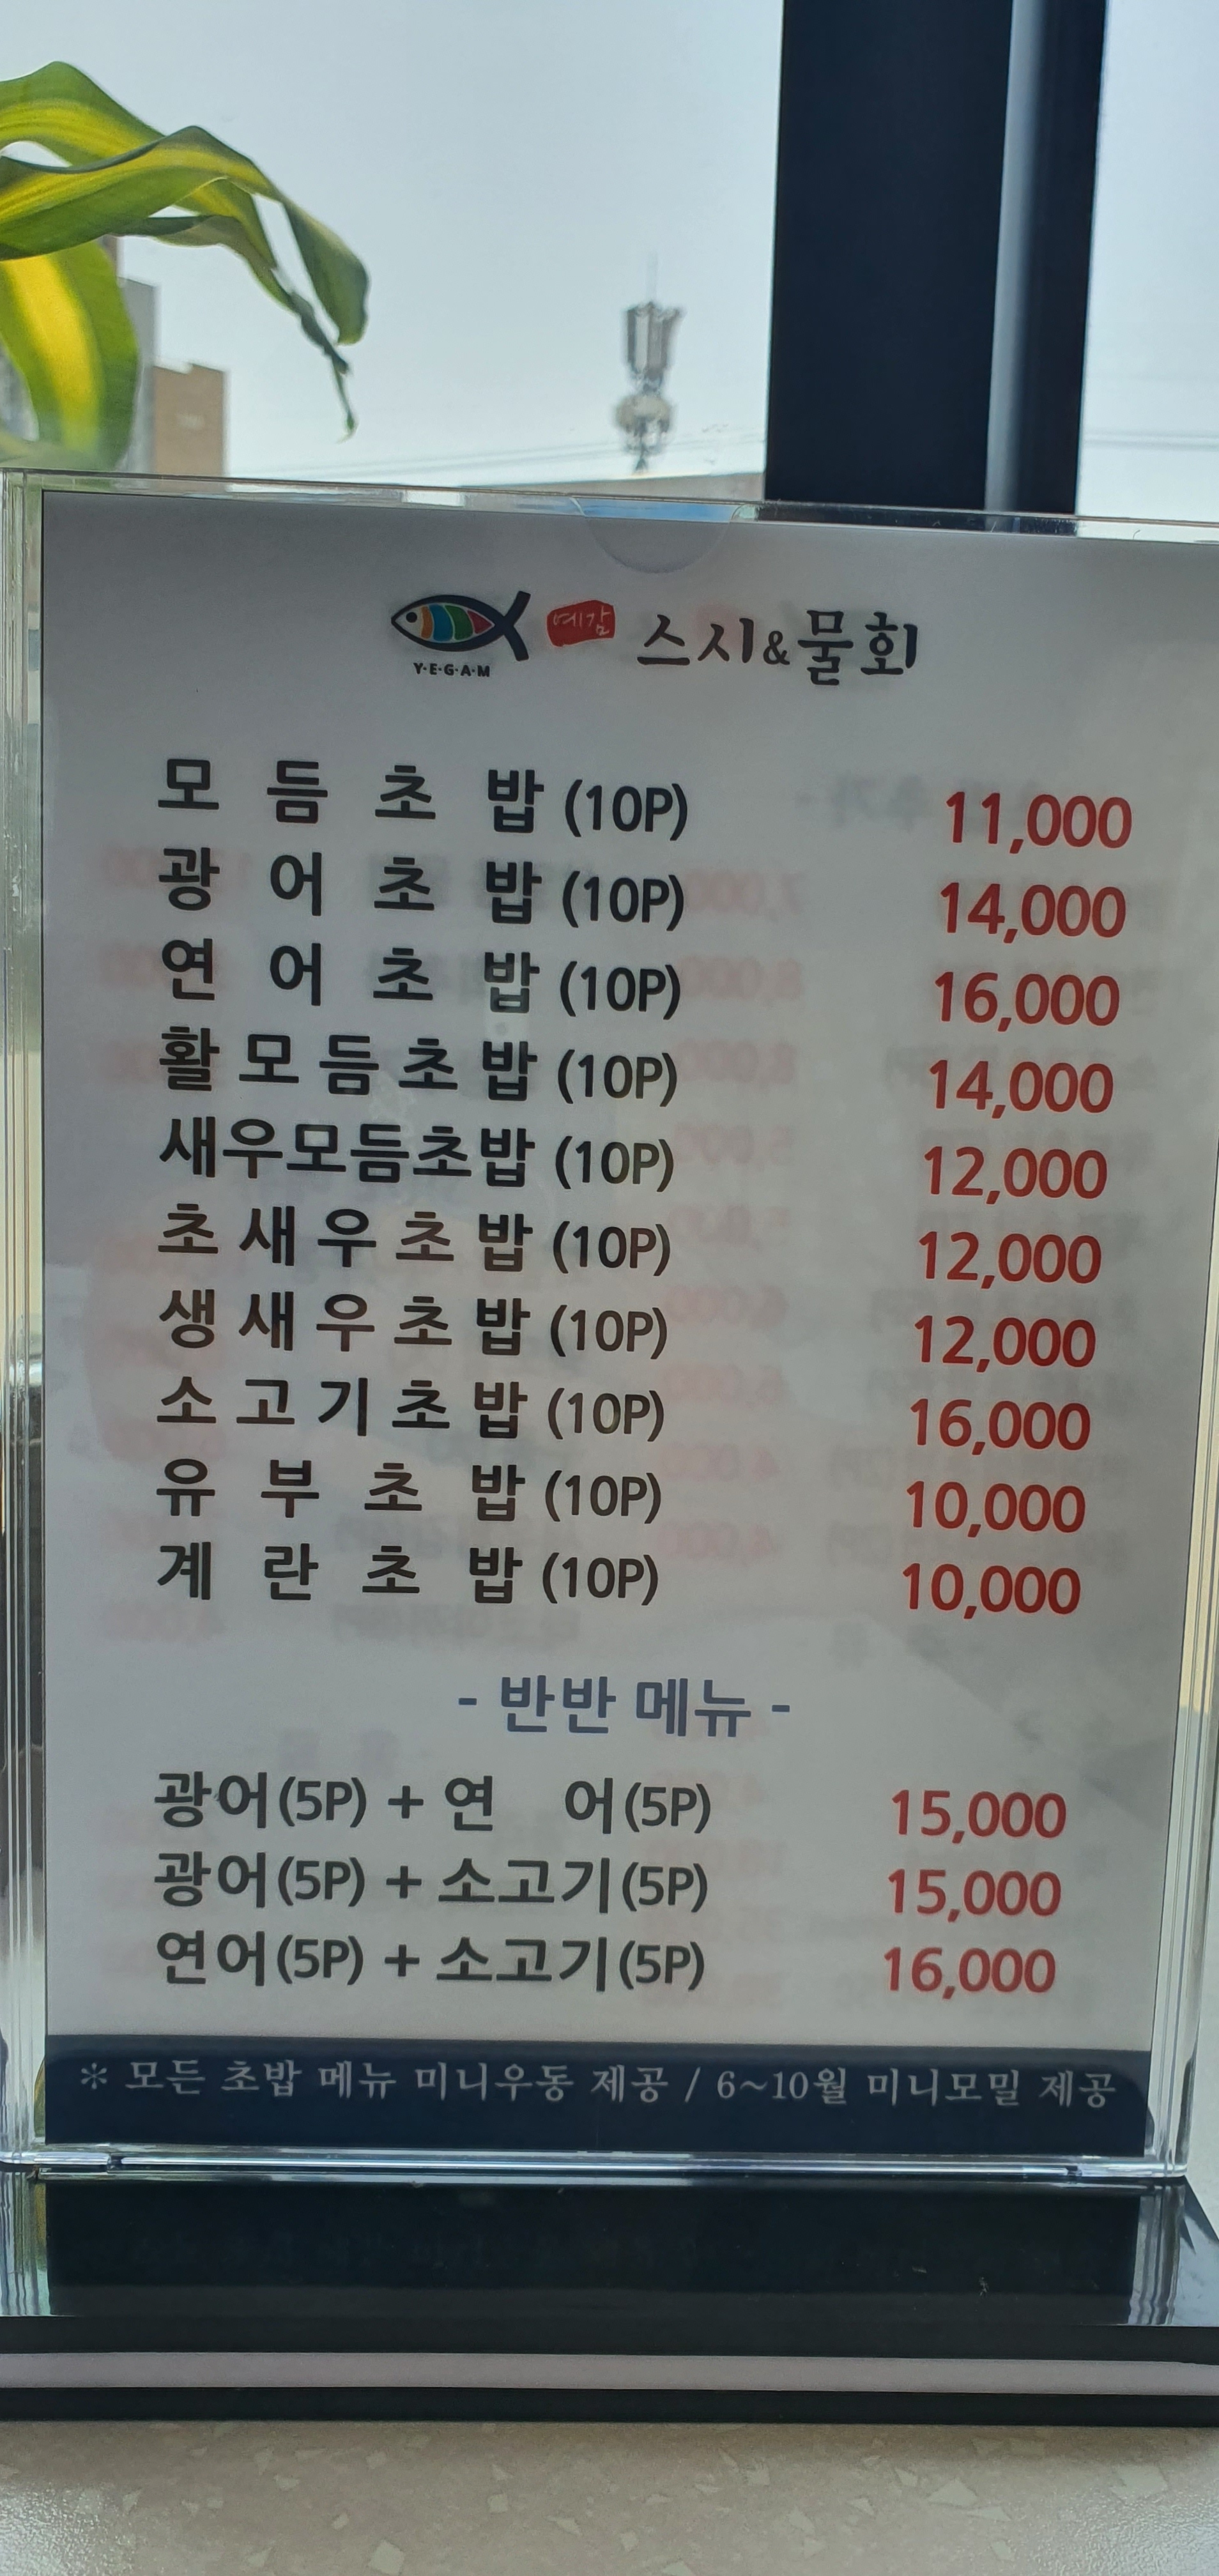 Y·E·G·A·M 예감 스시&물회
모듬초밥 (10P) 11,000
광어초밥 (10P) 14,000
연어초밥 (10P) 16,000
활모듬초밥 (10P) 14,000
새우모듬초밥 (10P) 12,000
초새우초밥 (10P) 12,000
생새우초밥 (10P) 12,000
소고기초밥 (10P) 16,000
유부초밥 (10P) 10,000
계란초밥 (10P) 10,000
- 반반 메뉴 -
광어(5P) + 연 어(5P) 15,000
광어(5P) + 소고기(5P) 15,000
연어(5P) + 소고기(5P) 16,000
* 모든 초밥 메뉴 미니우동 제공 / 6~10월 미니모밀 제공